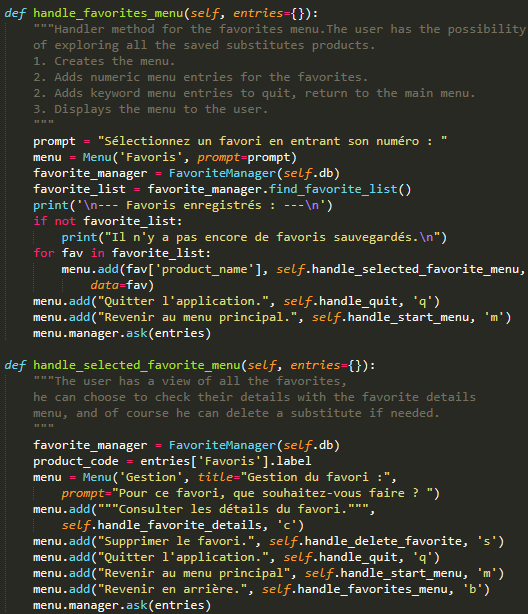 def handle_favorites_menu(self, entries={}):
    """Handler method for the favorites menu.The user has the possibility
    of exploring all the saved substitutes products.
    1. Creates the menu.
    2. Adds numeric menu entries for the favorites.
    2. Adds keyword menu entries to quit, return to the main menu.
    3. Displays the menu to the user.
    """
    prompt = "Sélectionnez un favori en entrant son numéro : "
    menu = Menu('Favoris', prompt=prompt)
    favorite_manager = FavoriteManager(self.db)
    favorite_list = favorite_manager.find_favorite_list()
    print('\n--- Favoris enregistrés : ---\n')
    if not favorite_list:
        print("Il n'y a pas encore de favoris sauvegardés.\n")
    for fav in favorite_list:
        menu.add(fav['product_name'], self.handle_selected_favorite_menu,
            data=fav)
    menu.add("Quitter l'application.", self.handle_quit, 'q')
    menu.add("Revenir au menu principal.", self.handle_start_menu, 'm')
    menu.manager.ask(entries)
def handle_selected_favorite_menu(self, entries={}):
    """The user has a view of all the favorites,
    he can choose to check their details with the favorite details
    menu, and of course he can delete a substitute if needed.
    """
    favorite_manager = FavoriteManager(self.db)
    product_code = entries['Favoris'].label
    menu = Menu('Gestion', title="Gestion du favori :",
        prompt="Pour ce favori, que souhaitez-vous faire ? ")
    menu.add("""Consulter les détails du favori.""",
        self.handle_favorite_details, 'c')
    menu.add("Supprimer le favori.", self.handle_delete_favorite, 's')
    menu.add("Quitter l'application.", self.handle_quit, 'q')
    menu.add("Revenir au menu principal", self.handle_start_menu, 'm')
    menu.add("Revenir en arrière.", self.handle_favorites_menu, 'b')
    menu.manager.ask(entries)